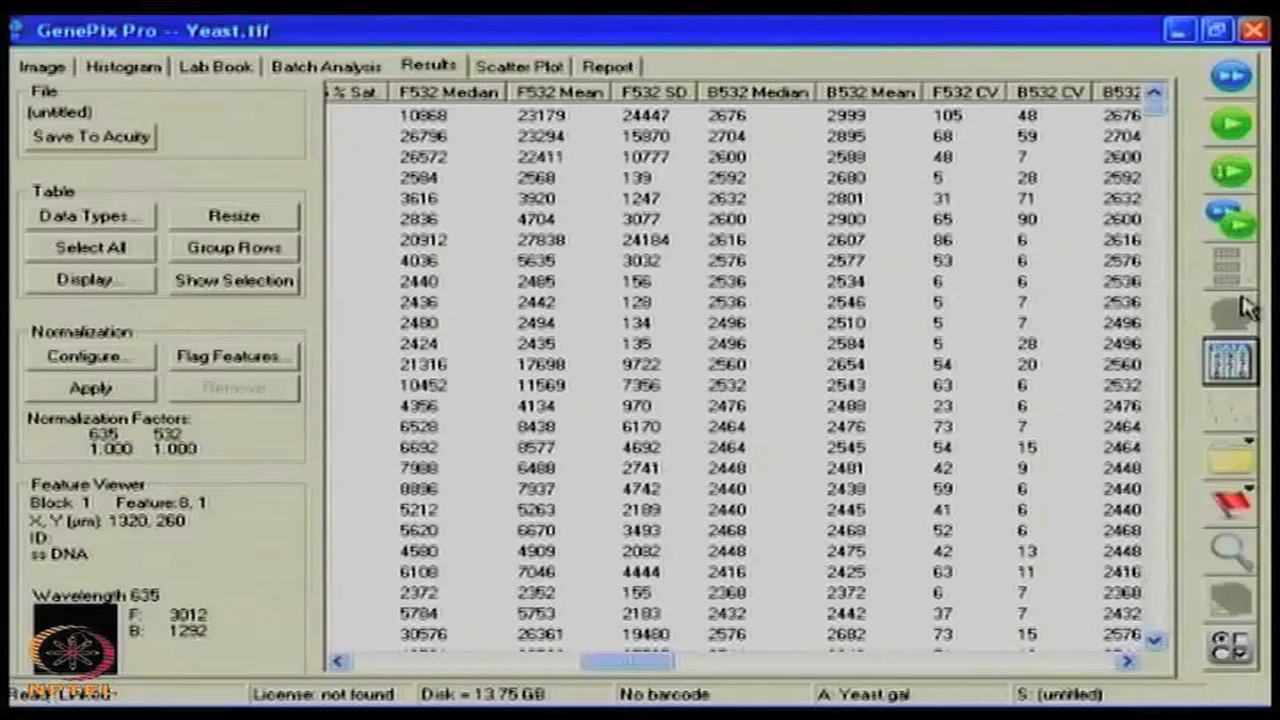 GenePix Pro -- Yeast.tif
Image Histogram Lab Book Batch Analysis Results Scatter Plot Report
File
(untitled)
Save To Acuity
Table
Data Types... Resize
Select All Group Rows
Display... Show Selection
Normalization
Configure... Flag Features...
Apply Remove
Normalization Factors:
635 532
1.000 1.000
Feature Viewer
Block: 1 Feature: 8, 1
X, Y (µm): 1320, 260
ID:
ss DNA
Wavelength 635
F: 3012
B: 1292
NPTEL
% Sat. F532 Median F532 Mean F532 SD B532 Median B532 Mean F532 CV B532 CV B532
10868 23179 24447 2676 2999 105 48 2676
26796 23294 15870 2704 2895 68 59 2704
26572 22411 10777 2600 2588 48 7 2600
2584 2568 139 2592 2680 5 28 2592
3616 3920 1247 2632 2801 31 71 2632
2836 4704 3077 2600 2900 65 90 2600
20912 27838 24184 2616 2607 86 6 2616
4036 5635 3032 2576 2577 53 6 2576
2440 2485 156 2536 2534 6 6 2536
2436 2442 128 2536 2546 5 7 2536
2480 2494 134 2496 2510 5 7 2496
2424 2435 135 2496 2584 5 28 2496
21316 17698 9722 2560 2654 54 20 2560
10452 11569 7356 2532 2543 63 6 2532
4356 4134 970 2476 2488 23 6 2476
6528 8438 6170 2464 2476 73 7 2464
6692 8577 4692 2464 2545 54 15 2464
7988 6488 2741 2448 2481 42 9 2448
8896 7937 4742 2440 2438 59 6 2440
5212 5263 2189 2440 2445 41 6 2440
5620 6670 3493 2468 2469 52 6 2468
4580 4909 2082 2448 2475 42 13 2448
6108 7046 4444 2416 2425 63 11 2416
2372 2352 155 2368 2372 6 7 2368
5784 5753 2183 2432 2442 37 7 2432
30576 26361 19480 2576 2682 73 15 2576
License: not found Disk = 13.75 GB No barcode A: Yeast.gal S: (untitled)